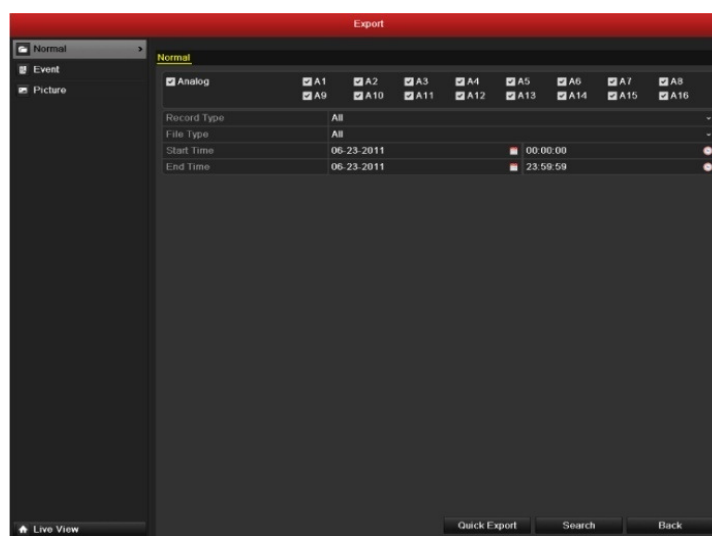 Export
Normal
Event
Picture
Live View
Normal
Analog A1 A2 A3 A4 A5 A6 A7 A8
A9 A10 A11 A12 A13 A14 A15 A16
Record Type All
File Type All
Start Time 06-23-2011 00:00:00
End Time 06-23-2011 23:59:59
Quick Export Search Back